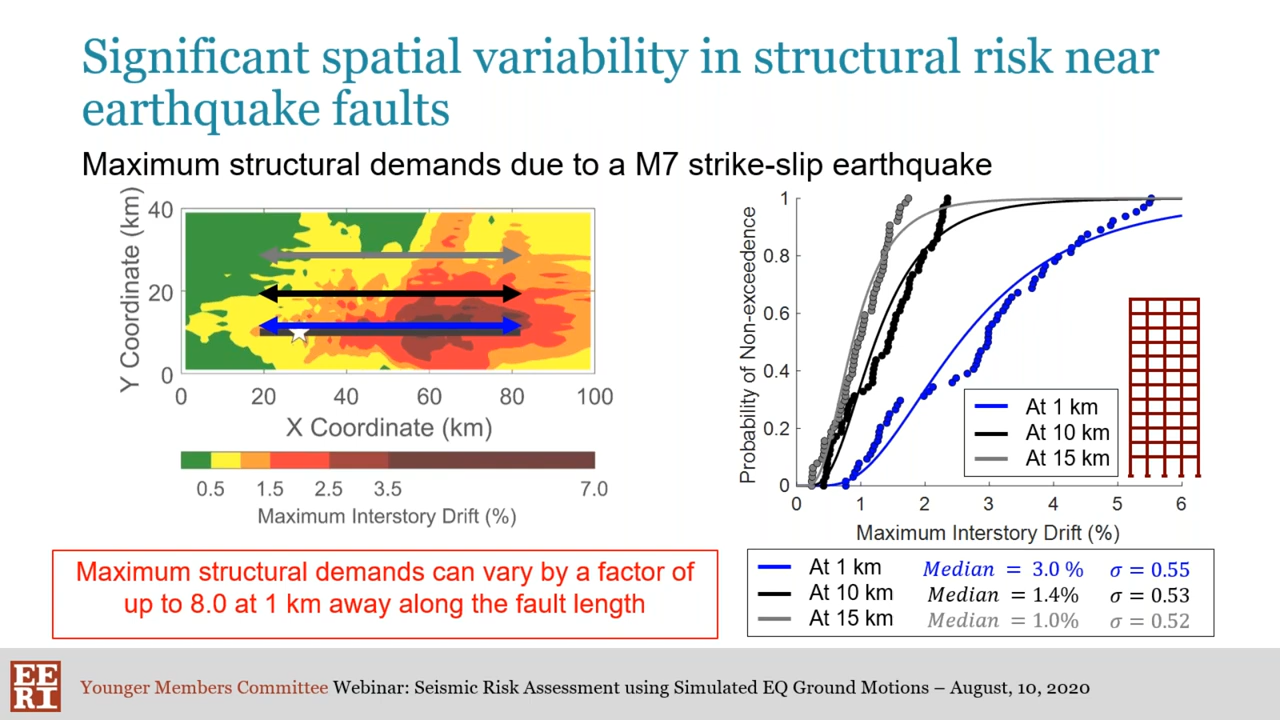 Significant spatial variability in structural risk near
earthquake faults
Maximum structural demands due to a M7 strike-slip earthquake
Y Coordinate (km)
40
20
0
0 20 40 60 80 100
X Coordinate (km)
0.5 1.5 2.5 3.5 7.0
Maximum Interstory Drift (%)
Probability of Non-exceedence
1
0.8
0.6
0.4
0.2
0
0 1 2 3 4 5 6
Maximum Interstory Drift (%)
At 1 km
At 10 km
At 15 km
Maximum structural demands can vary by a factor of
up to 8.0 at 1 km away along the fault length
At 1 km Median = 3.0 % σ = 0.55
At 10 km Median = 1.4% σ = 0.53
At 15 km Median = 1.0% σ = 0.52
EE
RI
Younger Members Committee Webinar: Seismic Risk Assessment using Simulated EQ Ground Motions – August, 10, 2020